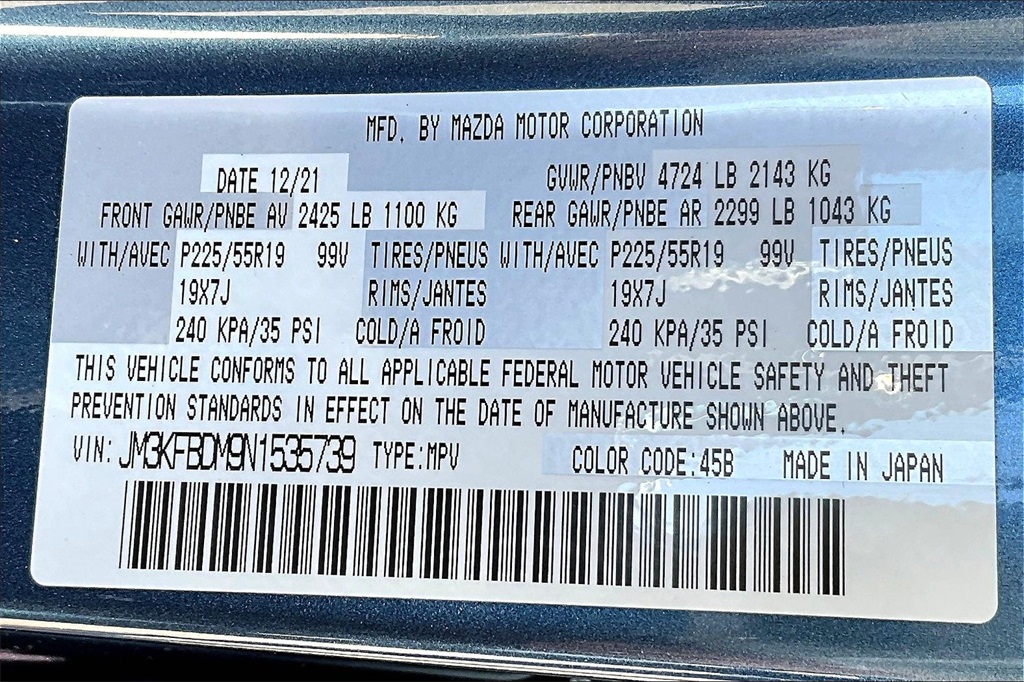 MFD. BY MAZDA MOTOR CORPORATION
DATE 12/21 GVWR/PNBV 4724 LB 2143 KG
FRONT GAWR/PNBE AV 2425 LB 1100 KG REAR GAWR/PNBE AR 2299 LB 1043 KG
WITH/AVEC P225/55R19 99V TIRES/PNEUS WITH/AVEC P225/55R19 99V TIRES/PNEUS
19X7J RIMS/JANTES 19X7J RIMS/JANTES
240 KPA/35 PSI COLD/A FROID 240 KPA/35 PSI COLD/A FROID
THIS VEHICLE CONFORMS TO ALL APPLICABLE FEDERAL MOTOR VEHICLE SAFETY AND THEFT
PREVENTION STANDARDS IN EFFECT ON THE DATE OF MANUFACTURE SHOWN ABOVE.
VIN: JM3KFBDM9N1535739 TYPE:MPV COLOR CODE:45B MADE IN JAPAN